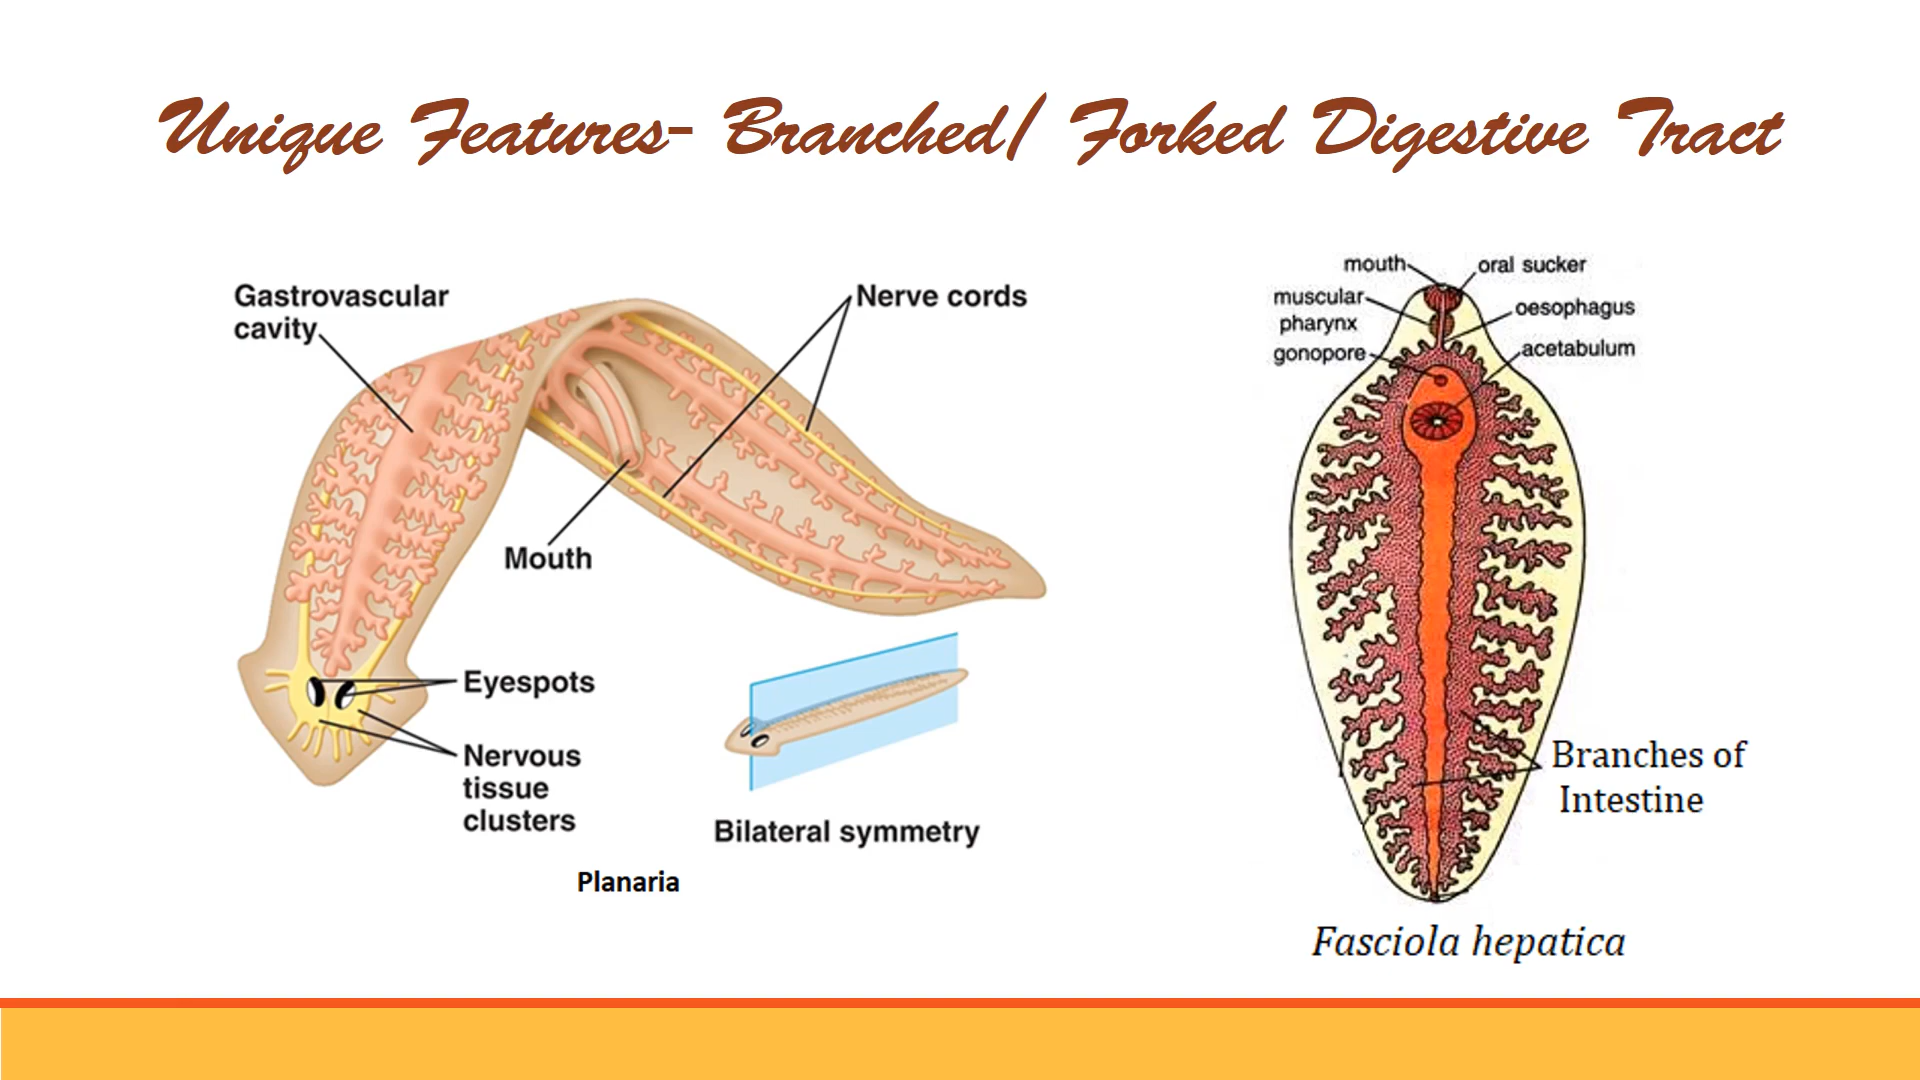 Unique Features- Branched/ Forked Digestive Tract
Gastrovascular
cavity
Nerve cords
Mouth
Eyespots
Nervous
tissue
clusters
Bilateral symmetry
Planaria
mouth
oral sucker
muscular
pharynx
oesophagus
gonopore
acetabulum
Branches of
Intestine
Fasciola hepatica